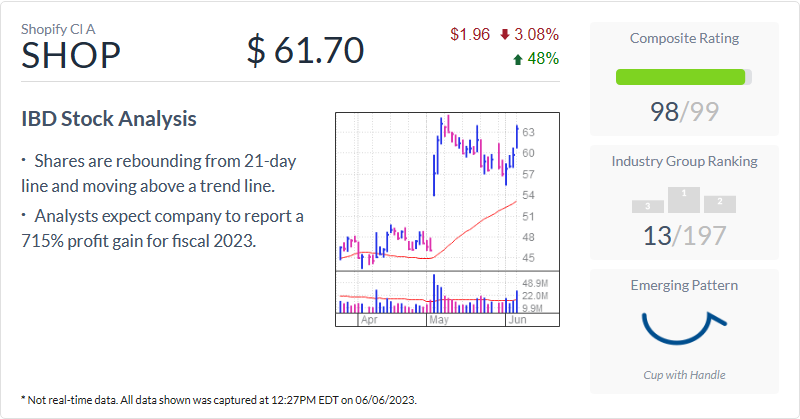 Shopify Cl A
SHOP
$ 61.70
$1.96 3.08%
48%
IBD Stock Analysis
· Shares are rebounding from 21-day
line and moving above a trend line.
· Analysts expect company to report a
715% profit gain for fiscal 2023.
63
60
57
54
51
48
45
48.9M
22.0M
9.9M
Apr May Jun
Composite Rating
98/99
Industry Group Ranking
3 1 2
13/197
Emerging Pattern
Cup with Handle
* Not real-time data. All data shown was captured at 12:27PM EDT on 06/06/2023.